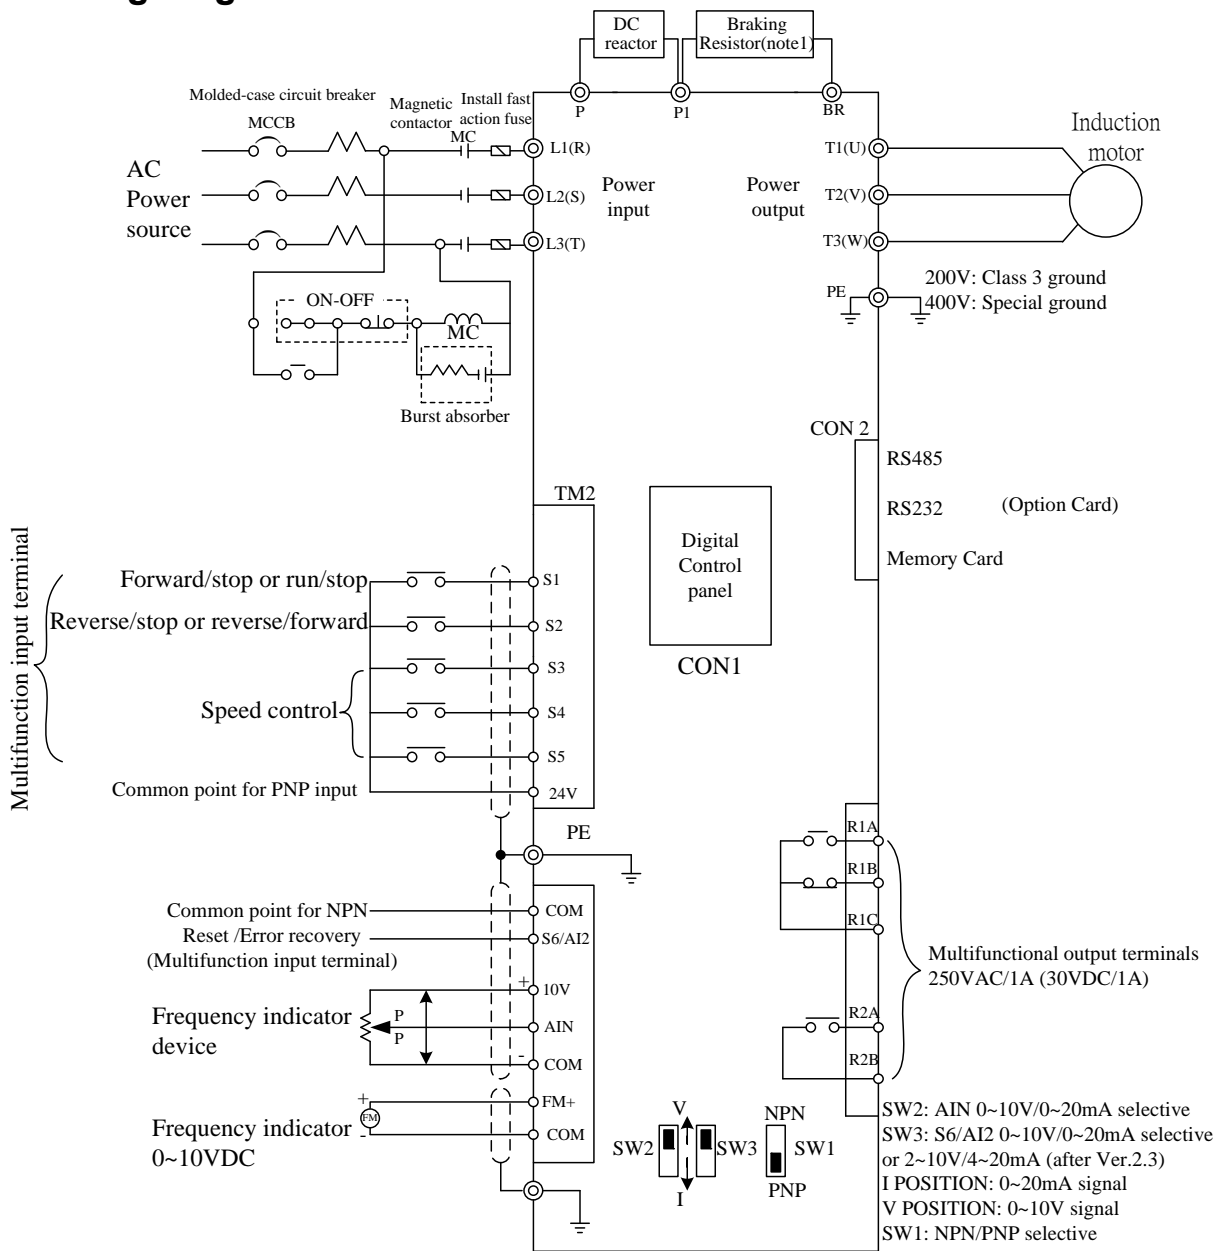 DC
reactor
Braking
Resistor(note1)
P
P1
BR
Molded-case circuit breaker
MCCB
Magnetic
contactor
MC
Install fast
action fuse
L1(R)
L2(S)
L3(T)
AC
Power
source
Power
input
Power
output
T1(U)
T2(V)
T3(W)
Induction
motor
PE
200V: Class 3 ground
400V: Special ground
ON-OFF
MC
Burst absorber
CON 2
RS485
RS232
(Option Card)
Memory Card
TM2
Digital
Control
panel
CON1
Multifunction input terminal
Forward/stop or run/stop
S1
Reverse/stop or reverse/forward
S2
S3
Speed control
S4
S5
Common point for PNP input
24V
PE
Common point for NPN
COM
Reset /Error recovery
S6/AI2
(Multifunction input terminal)
+
10V
Frequency indicator
device
P
P
AIN
-
COM
+
FM+
FM
Frequency indicator
0~10VDC
-
COM
R1A
R1B
R1C
R2A
R2B
Multifunctional output terminals
250VAC/1A (30VDC/1A)
V
SW2
SW3
I
NPN
SW1
PNP
SW2: AIN 0~10V/0~20mA selective
SW3: S6/AI2 0~10V/0~20mA selective
or 2~10V/4~20mA (after Ver.2.3)
I POSITION: 0~20mA signal
V POSITION: 0~10V signal
SW1: NPN/PNP selective